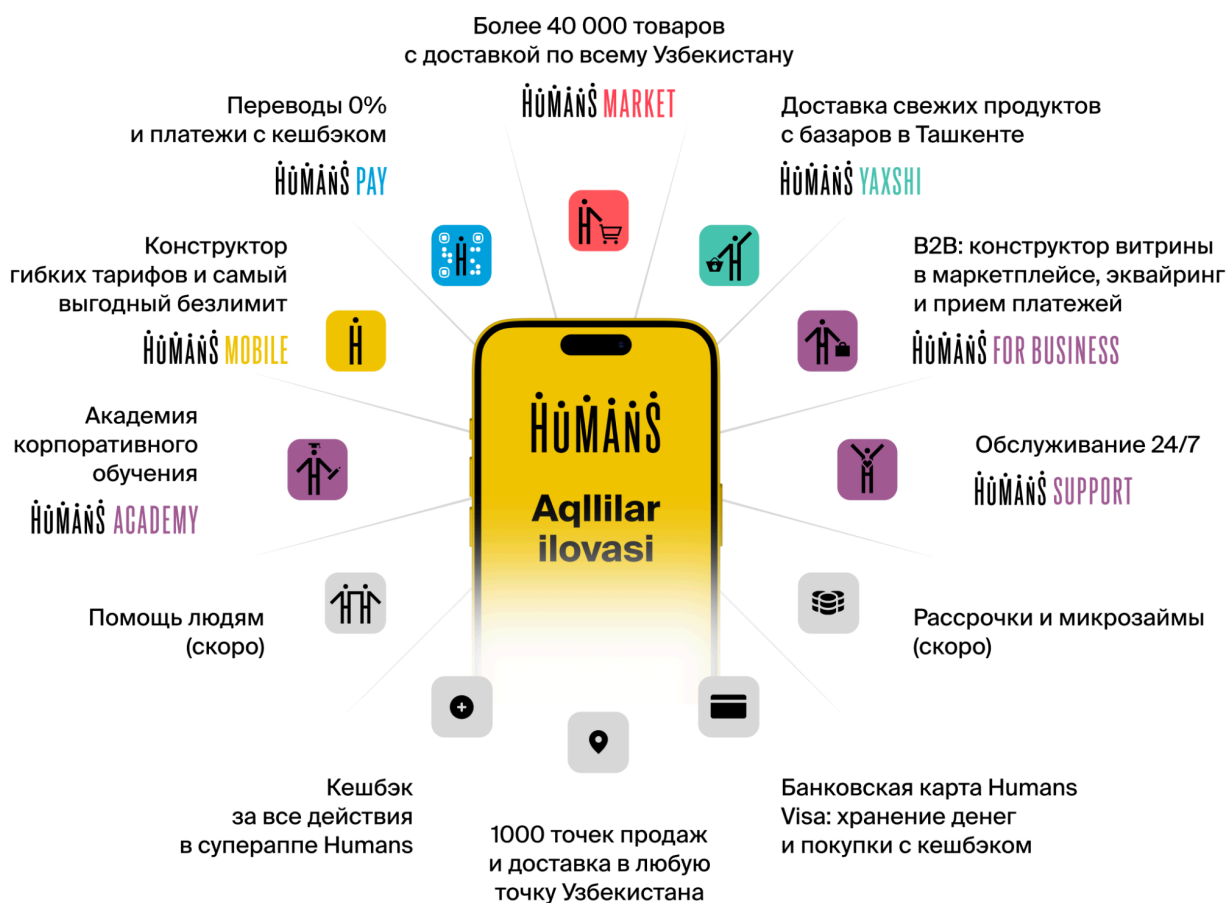 Более 40 000 товаров
с доставкой по всему Узбекистану
HUMANS MARKET
Переводы 0%
и платежи с кешбэком
HUMANS PAY
Доставка свежих продуктов
с базаров в Ташкенте
HUMANS YAXSHI
Конструктор
гибких тарифов и самый
выгодный безлимит
HUMANS MOBILE
B2B: конструктор витрины
в маркетплейсе, эквайринг
и прием платежей
HUMANS FOR BUSINESS
Академия
корпоративного
обучения
HUMANS ACADEMY
HUMANS
Aqllilar
ilovasi
Обслуживание 24/7
HUMANS SUPPORT
Помощь людям
(скоро)
Рассрочки и микрозаймы
(скоро)
Кешбэк
за все действия
в суперaппе Humans
1000 точек продаж
и доставка в любую
точку Узбекистана
Банковская карта Humans
Visa: хранение денег
и покупки с кешбэком